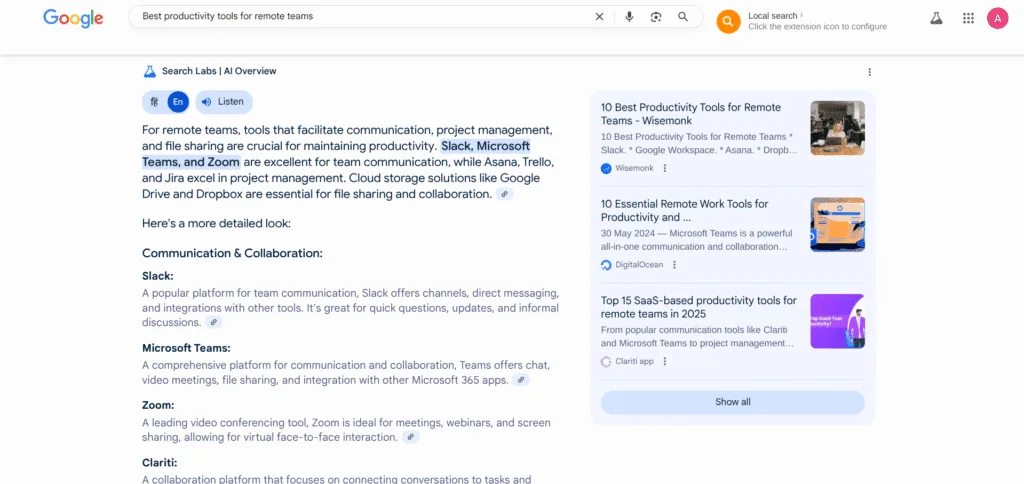 Google
Best productivity tools for remote teams
Local search
Click the extension icon to configure
A
Search Labs | AI Overview
हिं
En
Listen
For remote teams, tools that facilitate communication, project management,
and file sharing are crucial for maintaining productivity. Slack, Microsoft
Teams, and Zoom are excellent for team communication, while Asana, Trello,
and Jira excel in project management. Cloud storage solutions like Google
Drive and Dropbox are essential for file sharing and collaboration.
Here's a more detailed look:
Communication & Collaboration:
Slack:
A popular platform for team communication, Slack offers channels, direct messaging,
and integrations with other tools. It's great for quick questions, updates, and informal
discussions.
Microsoft Teams:
A comprehensive platform for communication and collaboration, Teams offers chat,
video meetings, file sharing, and integration with other Microsoft 365 apps.
Zoom:
A leading video conferencing tool, Zoom is ideal for meetings, webinars, and screen
sharing, allowing for virtual face-to-face interaction.
Clariti:
A collaboration platform that focuses on connecting conversations to tasks and
10 Best Productivity Tools for Remote
Teams - Wisemonk
10 Best Productivity Tools for Remote Teams *
Slack. * Google Workspace. * Asana. * Dropb...
Wisemonk
10 Essential Remote Work Tools for
Productivity and ...
30 May 2024 — Microsoft Teams is a powerful
all-in-one communication and collaboration...
DigitalOcean
Top 15 SaaS-based productivity tools for
remote teams in 2025
From popular communication tools like Clariti
and Microsoft Teams to project management...
Clariti app
Show all